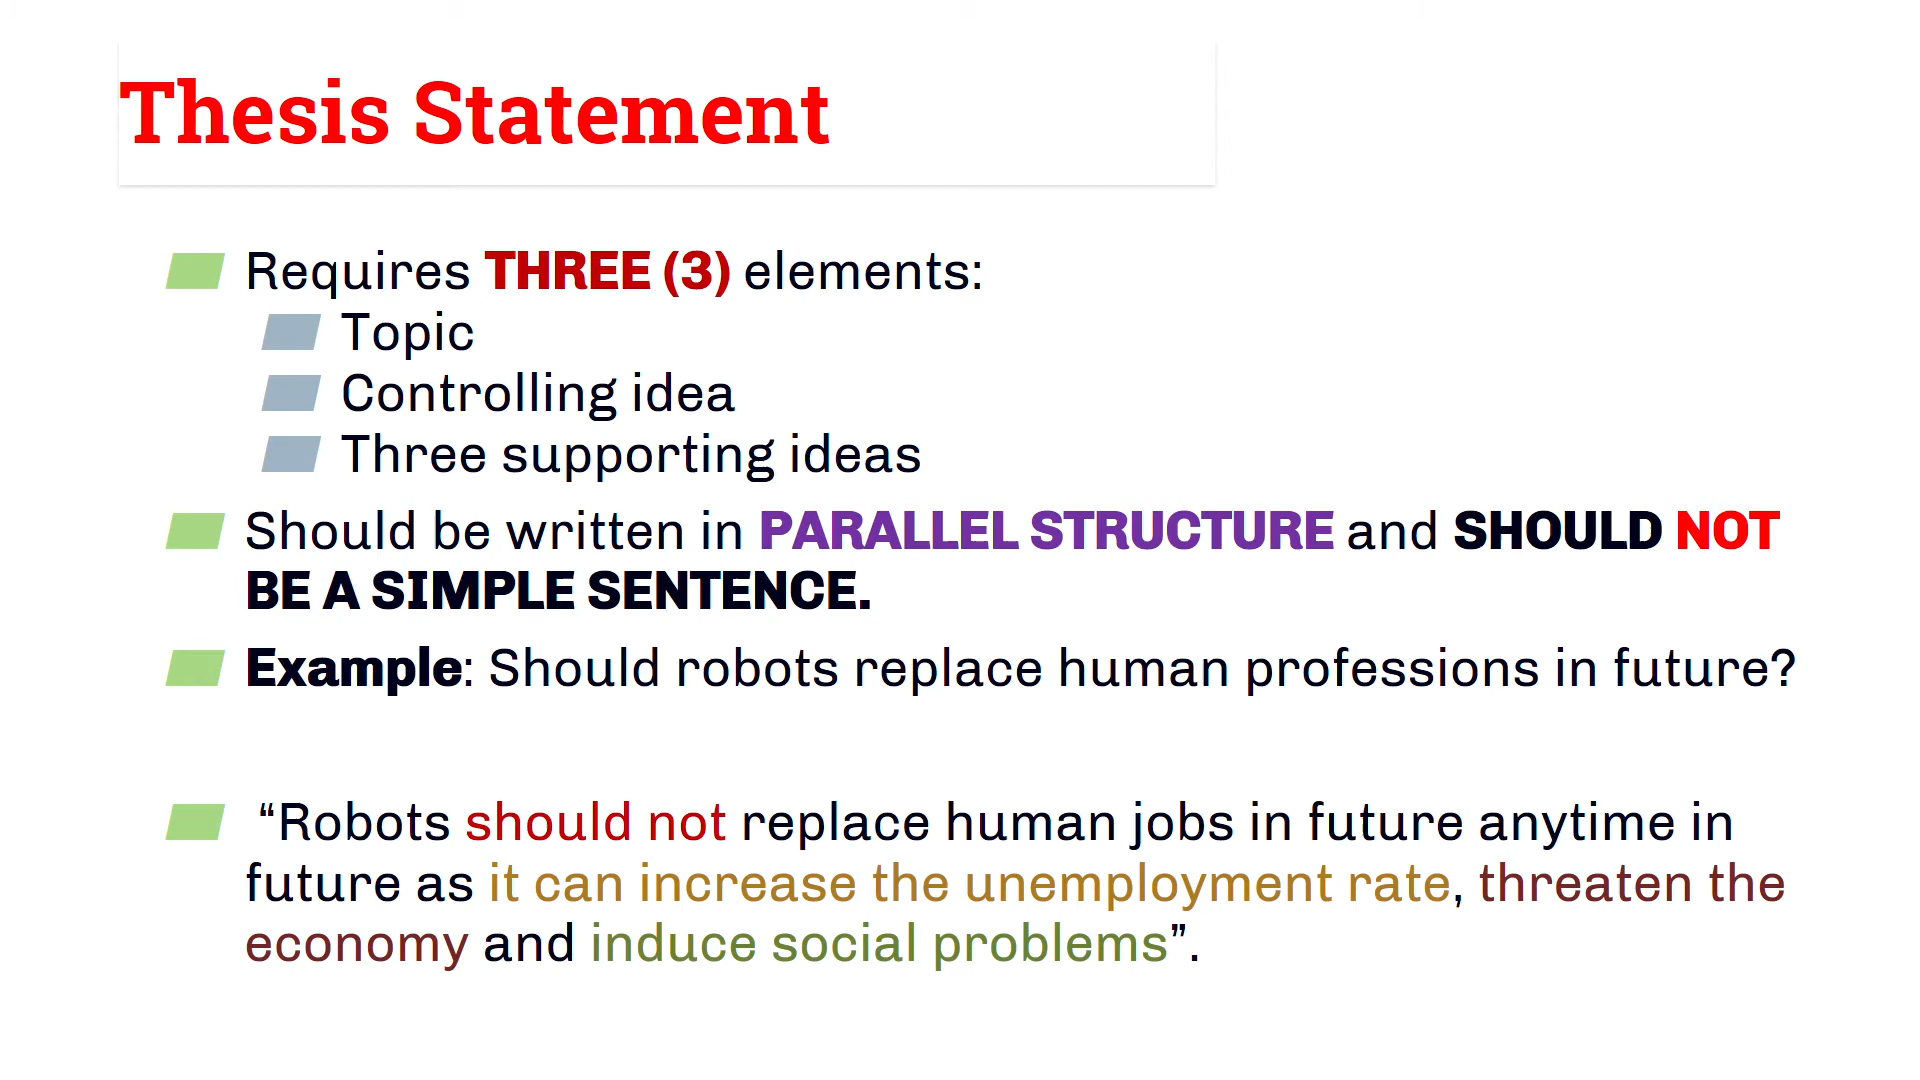 Thesis Statement
Requires THREE (3) elements:
Topic
Controlling idea
Three supporting ideas
Should be written in PARALLEL STRUCTURE and SHOULD NOT
BE A SIMPLE SENTENCE.
Example: Should robots replace human professions in future?
“Robots should not replace human jobs in future anytime in
future as it can increase the unemployment rate, threaten the
economy and induce social problems”.